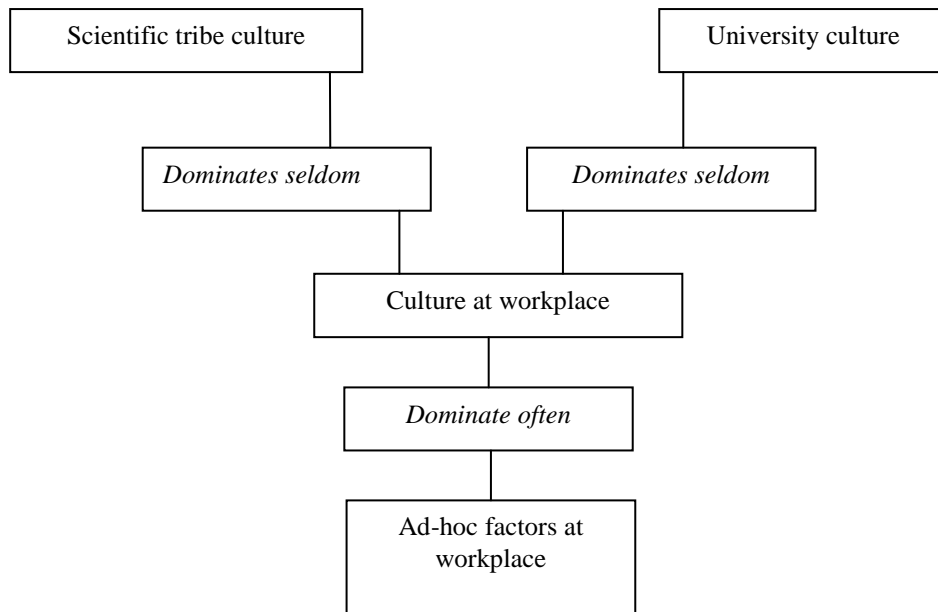 Scientific tribe culture
University culture
Dominates seldom
Dominates seldom
Culture at workplace
Dominate often
Ad-hoc factors at
workplace